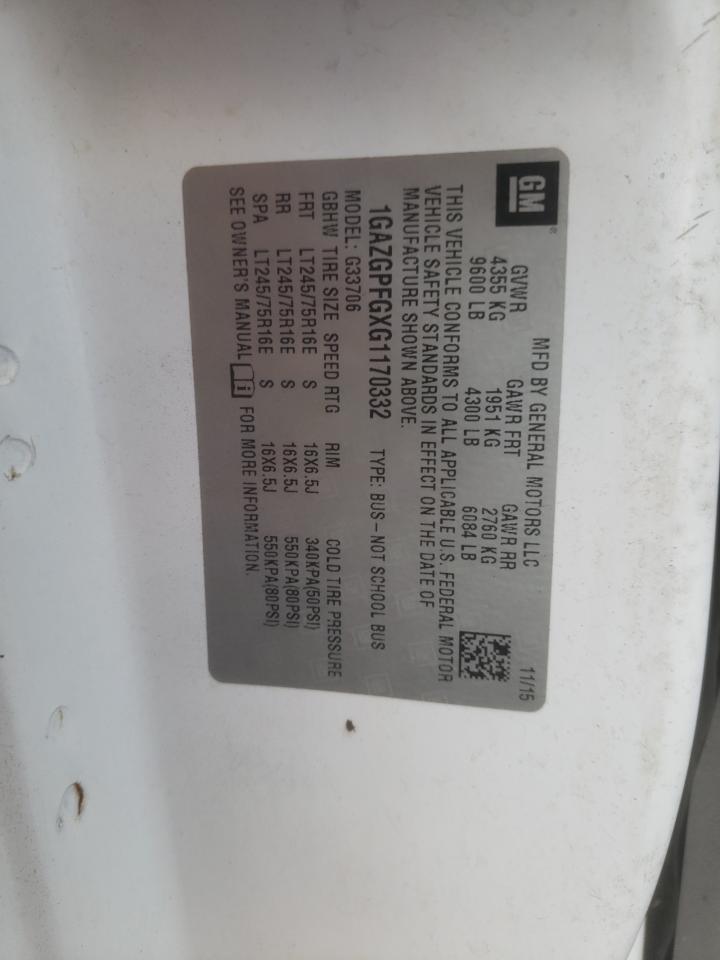 GM®
MFD BY GENERAL MOTORS LLC 11/15
GVWR GAWR FRT GAWR RR
4355 KG 1951 KG 2760 KG
9600 LB 4300 LB 6084 LB
THIS VEHICLE CONFORMS TO ALL APPLICABLE U.S. FEDERAL MOTOR
VEHICLE SAFETY STANDARDS IN EFFECT ON THE DATE OF
MANUFACTURE SHOWN ABOVE.
1GAZGPFGXG1170332 TYPE: BUS – NOT SCHOOL BUS
MODEL: G33706
GBHW TIRE SIZE SPEED RTG RIM COLD TIRE PRESSURE
FRT LT245/75R16E S 16X6.5J 340KPA(50PSI)
RR LT245/75R16E S 16X6.5J 550KPA(80PSI)
SPA LT245/75R16E S 16X6.5J 550KPA(80PSI)
SEE OWNER'S MANUAL i FOR MORE INFORMATION.